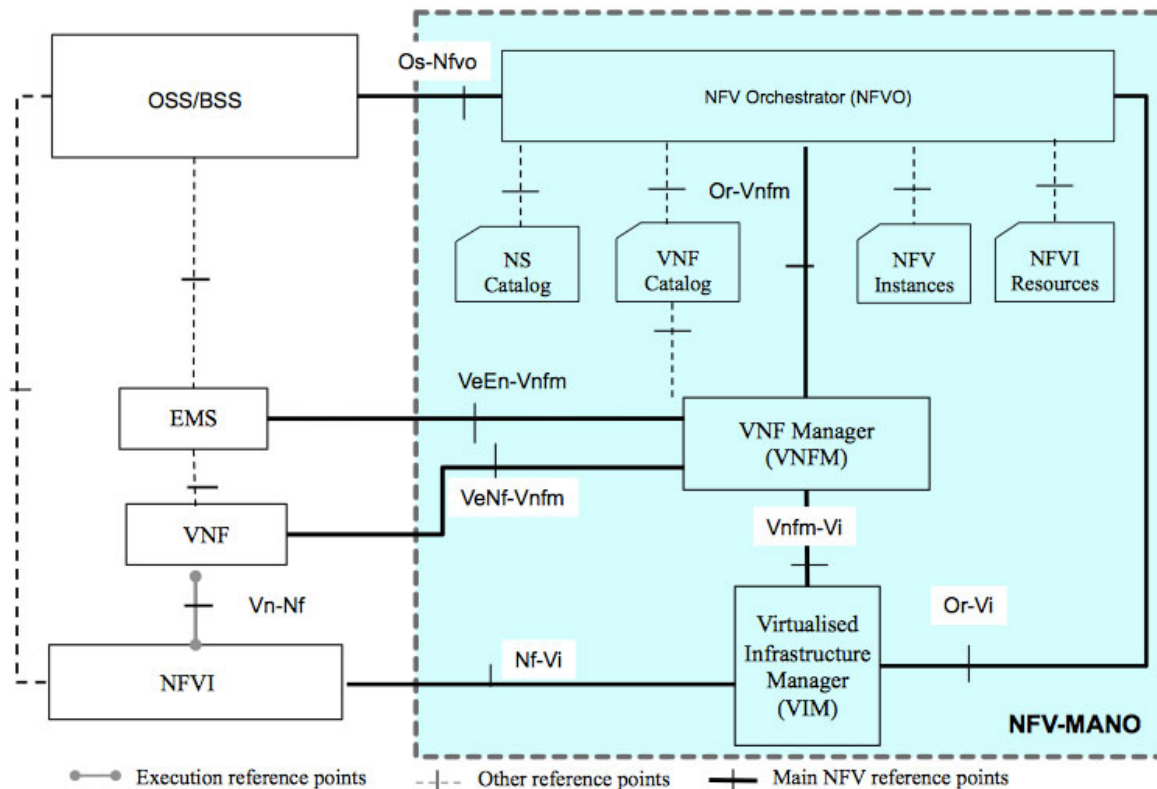 Os-Nfvo
OSS/BSS
NFV Orchestrator (NFVO)
Or-Vnfm
NS
Catalog
VNF
Catalog
NFV
Instances
NFVI
Resources
VeEn-Vnfm
EMS
VNF Manager
(VNFM)
VeNf-Vnfm
VNF
Vnfm-Vi
Vn-Nf
Or-Vi
Virtualised
Infrastructure
Manager
(VIM)
Nf-Vi
NFVI
NFV-MANO
Execution reference points
Other reference points
Main NFV reference points